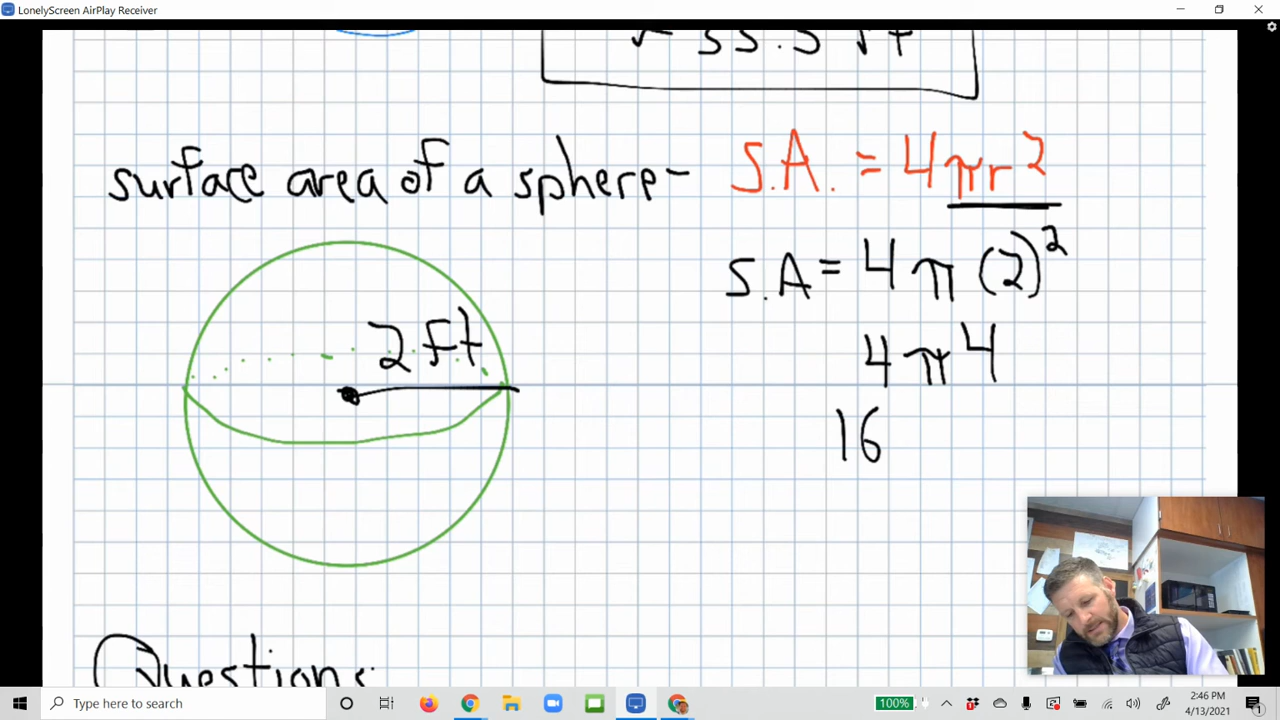 LonelyScreen AirPlay Receiver
surface area of a sphere- S.A. = 4πr²
S.A = 4π(2)²
2 ft
4π4
16
Questions:
Type here to search
100%
2:46 PM
4/13/2021